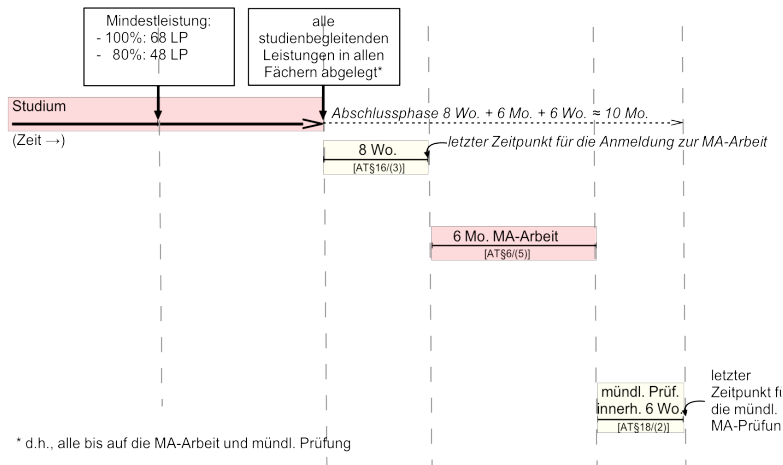 Mindestleistung:
- 100%: 68 LP
- 80%: 48 LP
alle
studienbegleitenden
Leistungen in allen
Fächern abgelegt*
Studium
Abschlussphase 8 Wo. + 6 Mo. + 6 Wo. ≈ 10 Mo.
(Zeit →)
letzter Zeitpunkt für die Anmeldung zur MA-Arbeit
8 Wo.
[AT§16/(3)]
6 Mo. MA-Arbeit
[AT§6/(5)]
letzter
Zeitpunkt
die mündl.
mündl. Prüf.
innerh. 6 Wo.
[AT§18/(2)]
* d.h., alle bis auf die MA-Arbeit und mündl. Prüfung